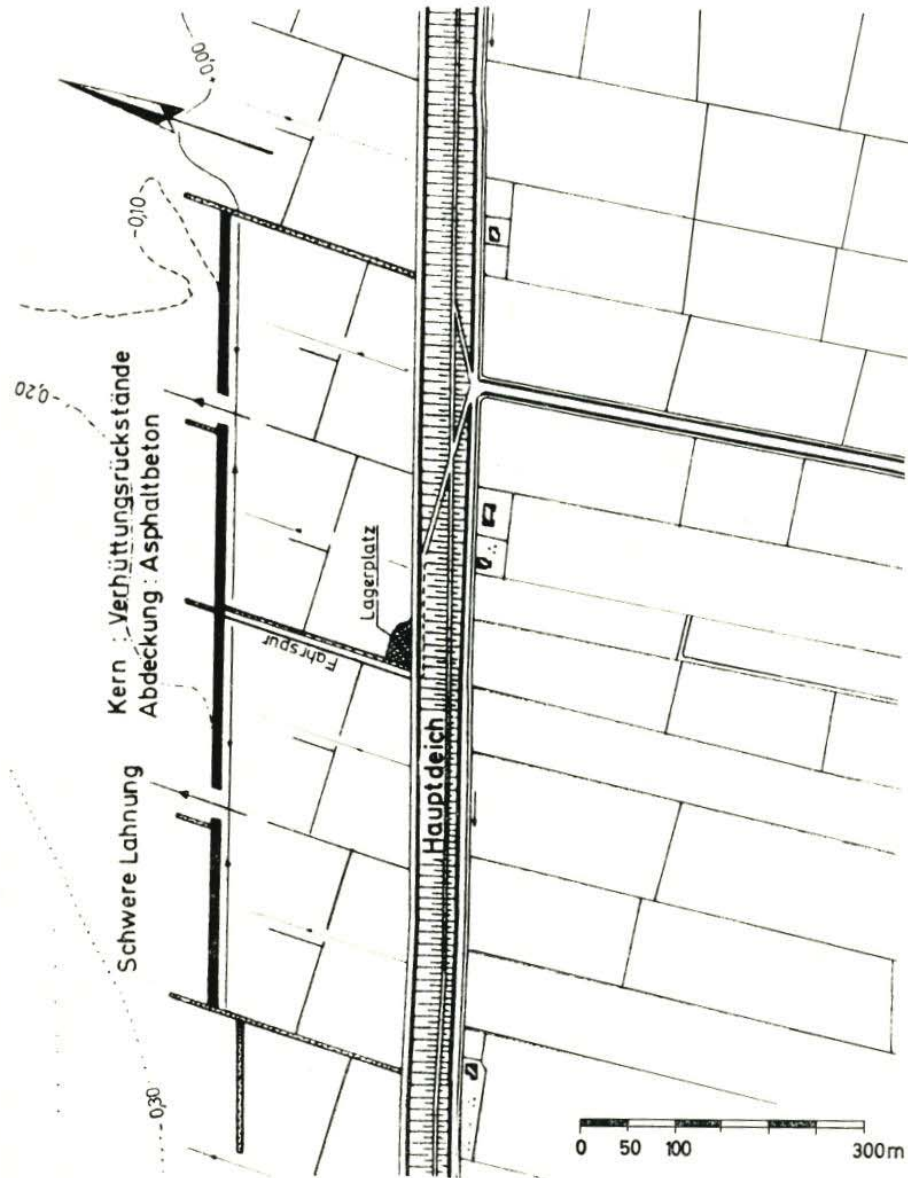 ±0,00
-0,10
-0,20
Kern : Verhüttungsrückstände
Abdeckung : Asphaltbeton
Schwere Lahnung
Lagerplatz
Fahrspur
Hauptdeich
-0,30
0 50 100 300m